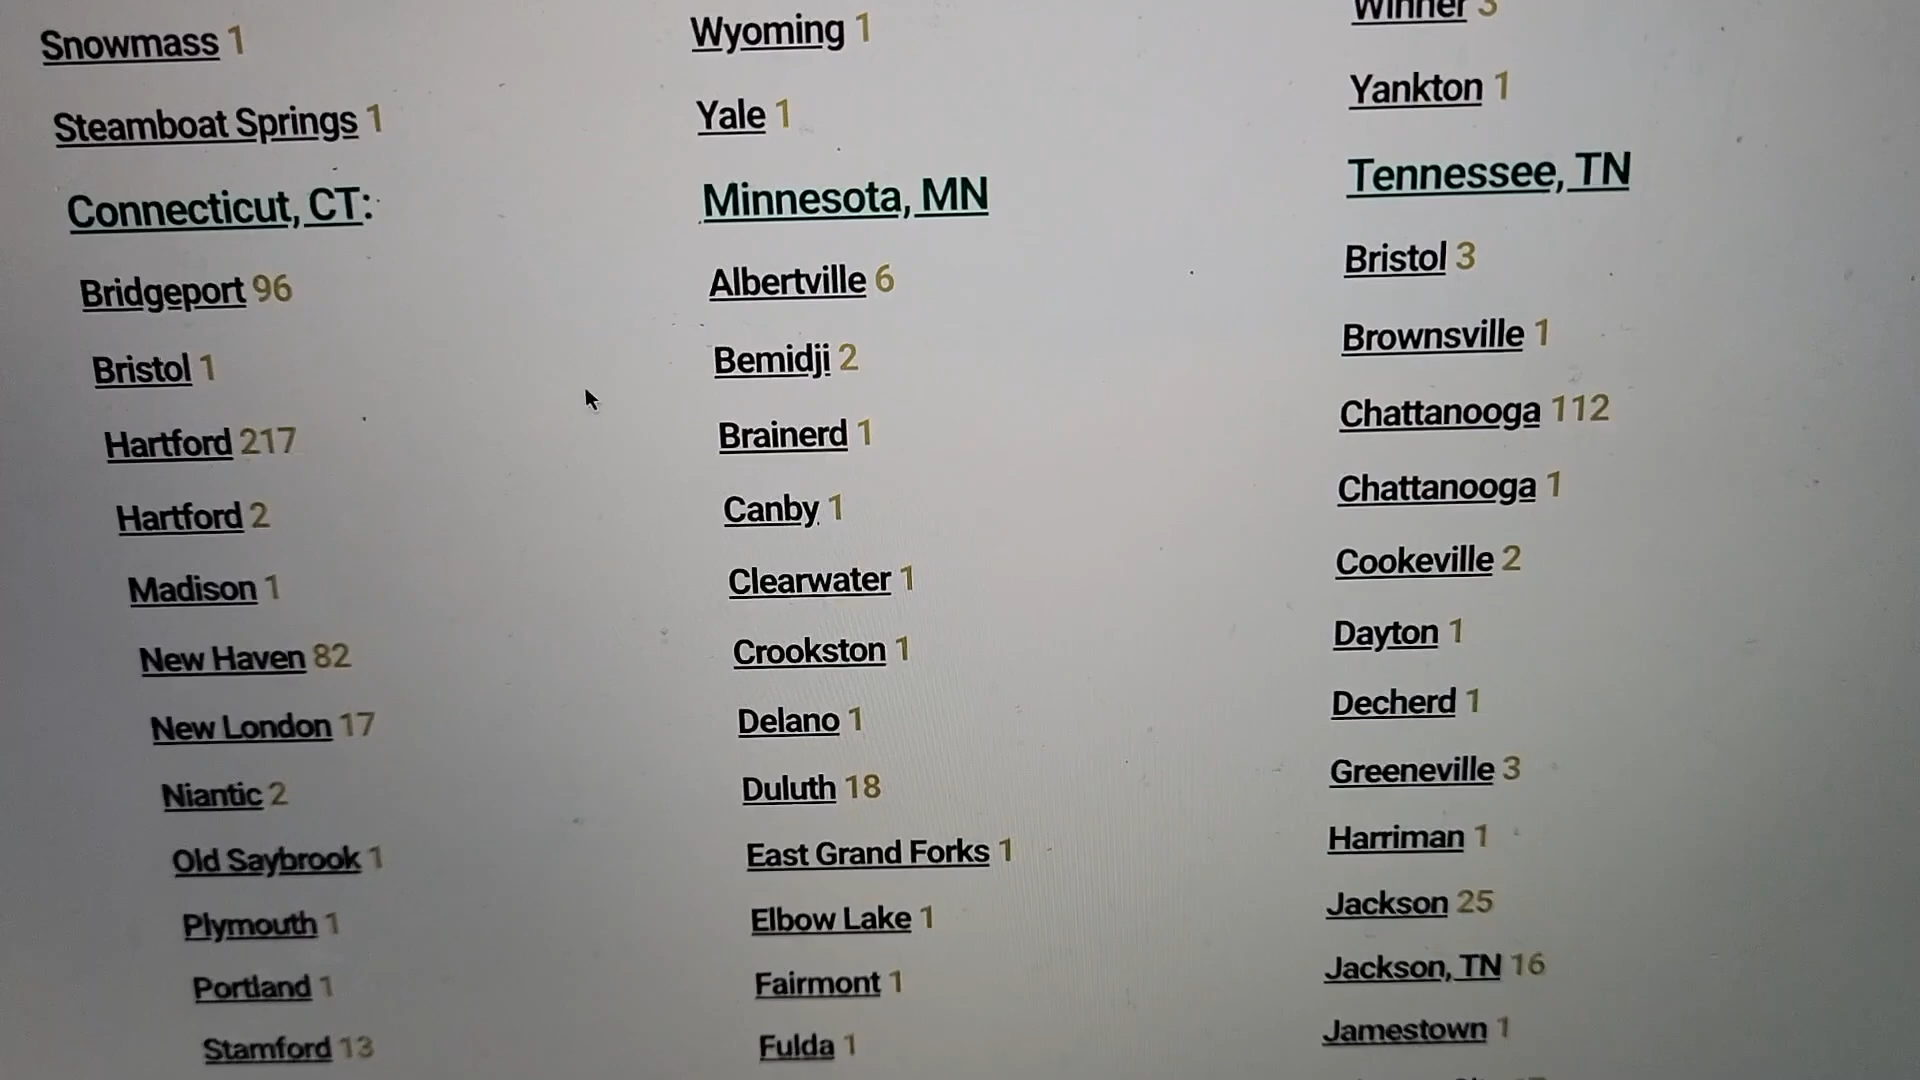 Snowmass 1
Steamboat Springs 1
Connecticut, CT:
Bridgeport 96
Bristol 1
Hartford 217
Hartford 2
Madison 1
New Haven 82
New London 17
Niantic 2
Old Saybrook 1
Plymouth 1
Portland 1
Stamford 13
Wyoming 1
Yale 1
Minnesota, MN
Albertville 6
Bemidji 2
Brainerd 1
Canby 1
Clearwater 1
Crookston 1
Delano 1
Duluth 18
East Grand Forks 1
Elbow Lake 1
Fairmont 1
Fulda 1
Winner 3
Yankton 1
Tennessee, TN
Bristol 3
Brownsville 1
Chattanooga 112
Chattanooga 1
Cookeville 2
Dayton 1
Decherd 1
Greeneville 3
Harriman 1
Jackson 25
Jackson, TN 16
Jamestown 1